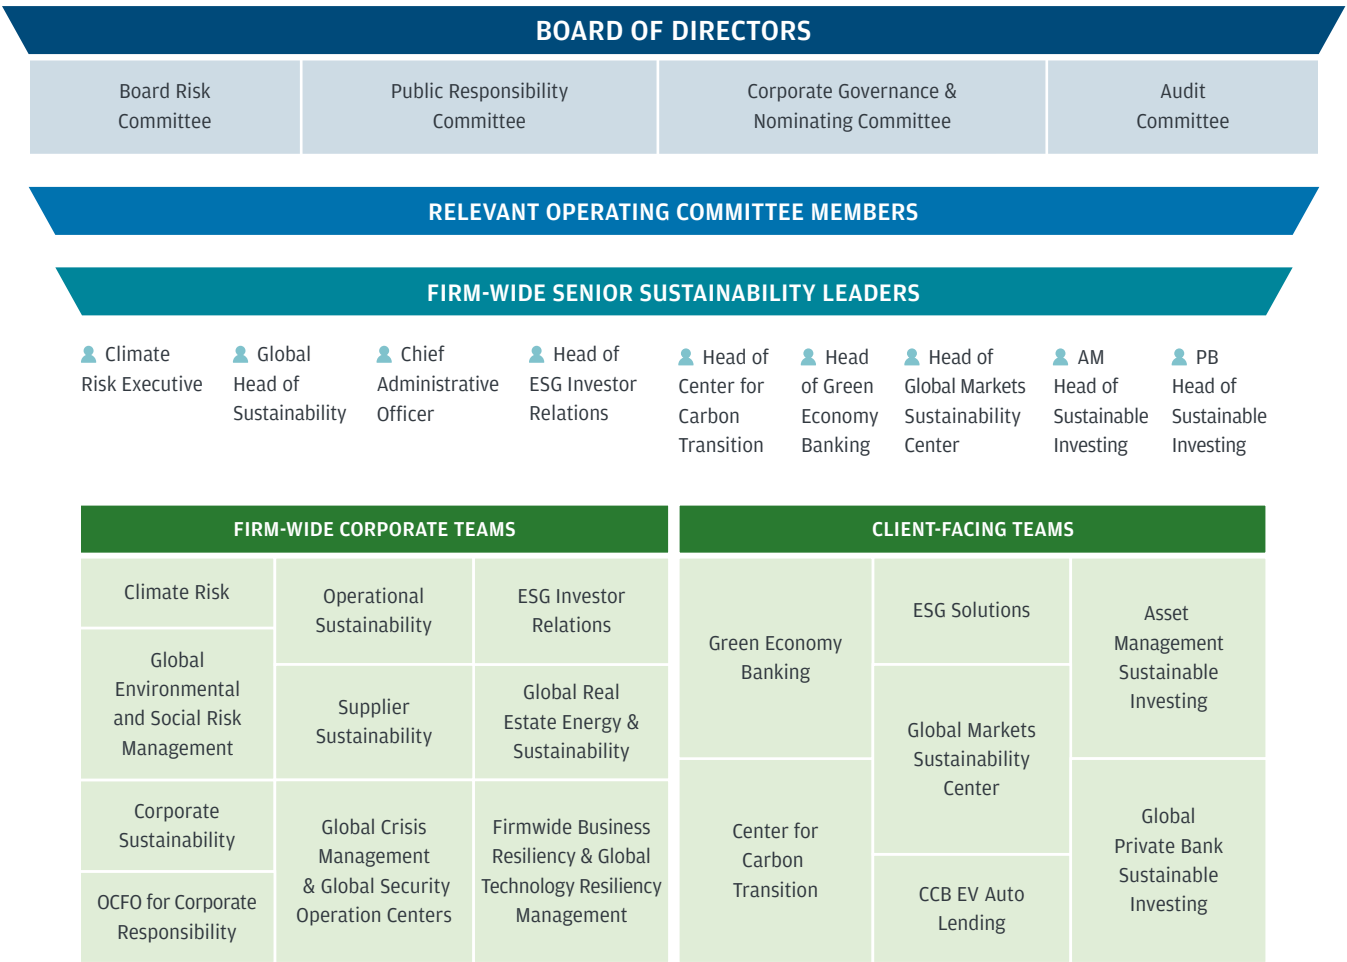 BOARD OF DIRECTORS
Board Risk
Committee
Public Responsibility
Committee
Corporate Governance &
Nominating Committee
Audit
Committee
RELEVANT OPERATING COMMITTEE MEMBERS
FIRM-WIDE SENIOR SUSTAINABILITY LEADERS
Climate
Risk Executive
Global
Head of
Sustainability
Chief
Administrative
Officer
Head of
ESG Investor
Relations
Head of
Center for
Carbon
Transition
Head
of Green
Economy
Banking
Head of
Global Markets
Sustainability
Center
AM
Head of
Sustainable
Investing
PB
Head of
Sustainable
Investing
FIRM-WIDE CORPORATE TEAMS
Climate Risk
Global
Environmental
and Social Risk
Management
Corporate
Sustainability
OCFO for Corporate
Responsibility
Operational
Sustainability
Supplier
Sustainability
Global Crisis
Management
& Global Security
Operation Centers
ESG Investor
Relations
Global Real
Estate Energy &
Sustainability
Firmwide Business
Resiliency & Global
Technology Resiliency
Management
CLIENT-FACING TEAMS
Green Economy
Banking
Center for
Carbon
Transition
ESG Solutions
Global Markets
Sustainability
Center
CCB EV Auto
Lending
Asset
Management
Sustainable
Investing
Global
Private Bank
Sustainable
Investing